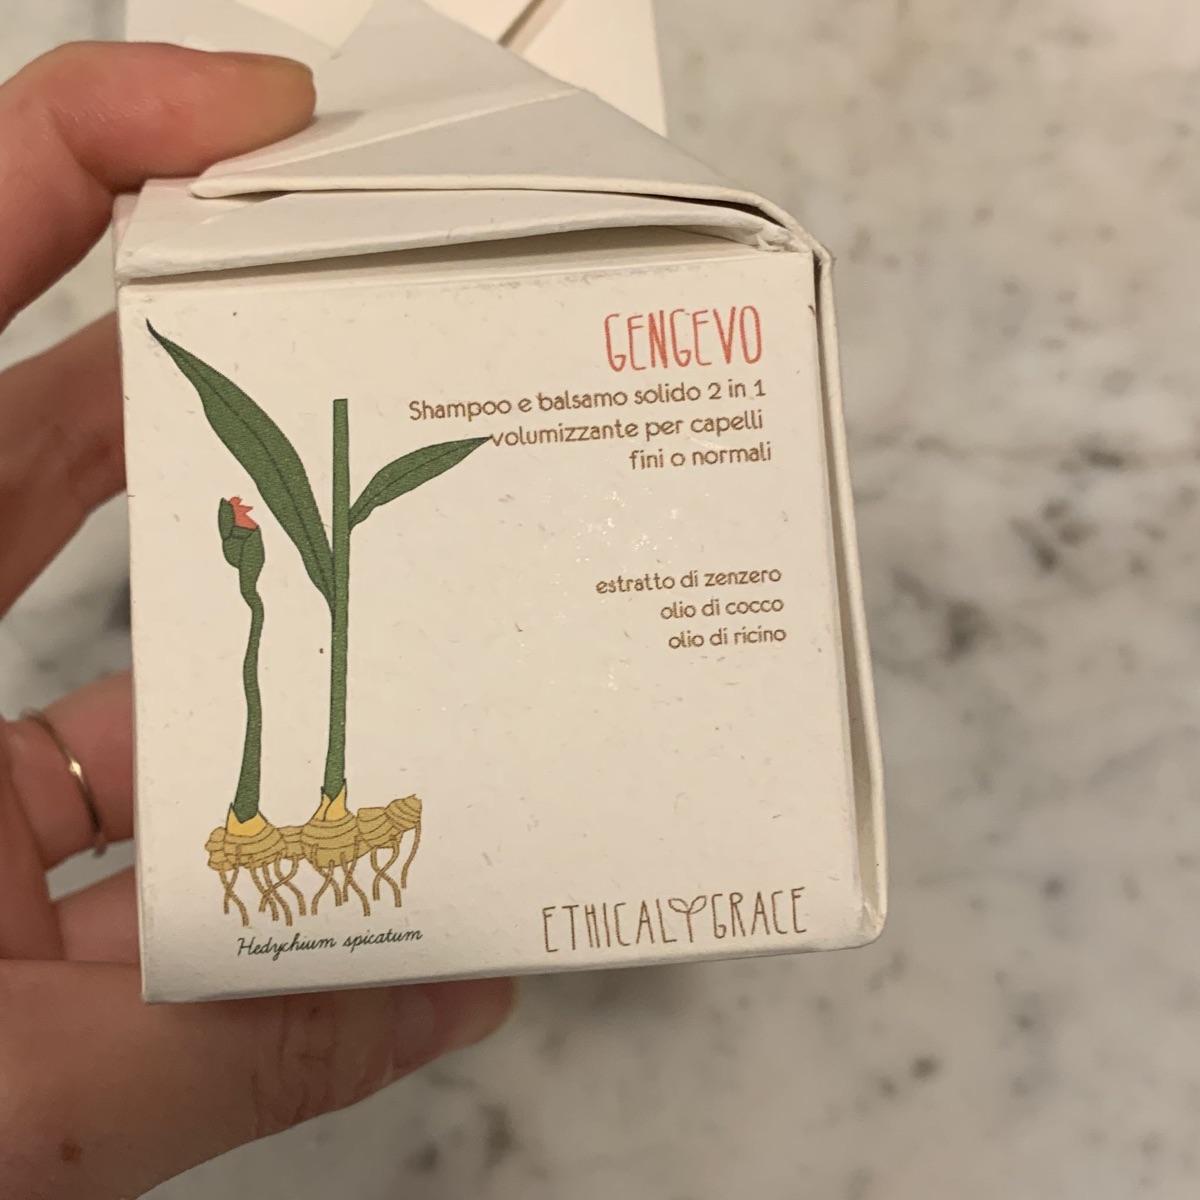 GENGEVO
Shampoo e balsamo solido 2 in 1
volumizzante per capelli
fini o normali
estratto di zenzero
olio di cocco
olio di ricino
Hedychium spicatum
ETHICAL GRACE